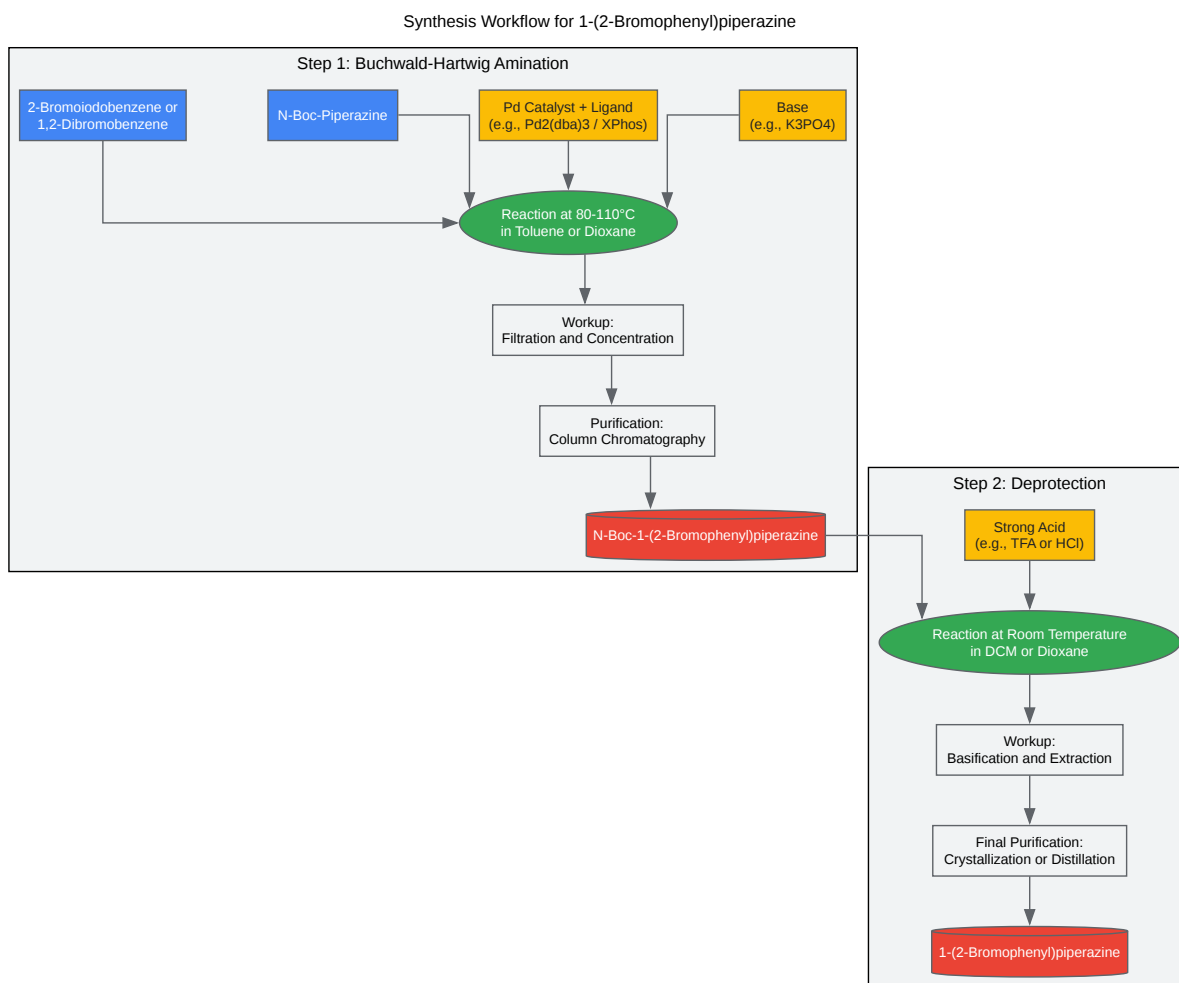 Synthesis Workflow for 1-(2-Bromophenyl)piperazine
Step 1: Buchwald-Hartwig Amination
2-Bromoiodobenzene or
1,2-Dibromobenzene
N-Boc-Piperazine
Pd Catalyst + Ligand
(e.g., Pd2(dba)3 / XPhos)
Base
(e.g., K3PO4)
Reaction at 80-110°C
in Toluene or Dioxane
Workup:
Filtration and Concentration
Purification:
Column Chromatography
N-Boc-1-(2-Bromophenyl)piperazine
Step 2: Deprotection
Strong Acid
(e.g., TFA or HCl)
Reaction at Room Temperature
in DCM or Dioxane
Workup:
Basification and Extraction
Final Purification:
Crystallization or Distillation
1-(2-Bromophenyl)piperazine